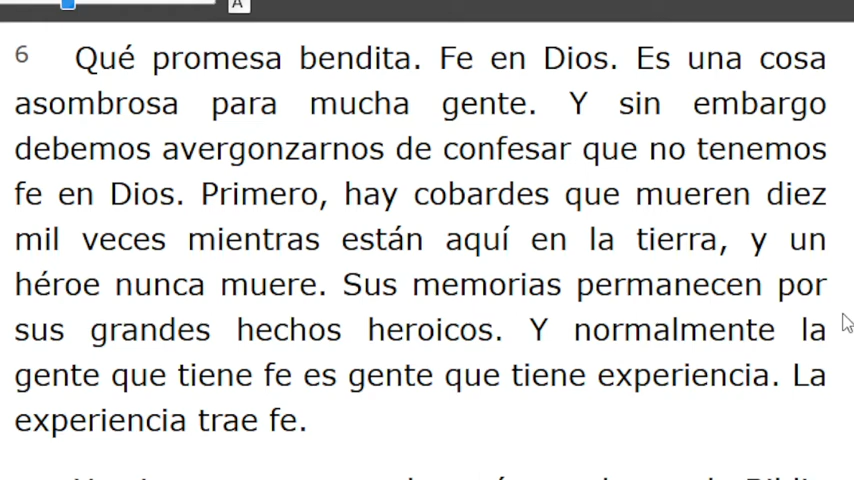 A
6 Qué promesa bendita. Fe en Dios. Es una cosa
asombrosa para mucha gente. Y sin embargo
debemos avergonzarnos de confesar que no tenemos
fe en Dios. Primero, hay cobardes que mueren diez
mil veces mientras están aquí en la tierra, y un
héroe nunca muere. Sus memorias permanecen por
sus grandes hechos heroicos. Y normalmente la
gente que tiene fe es gente que tiene experiencia. La
experiencia trae fe.